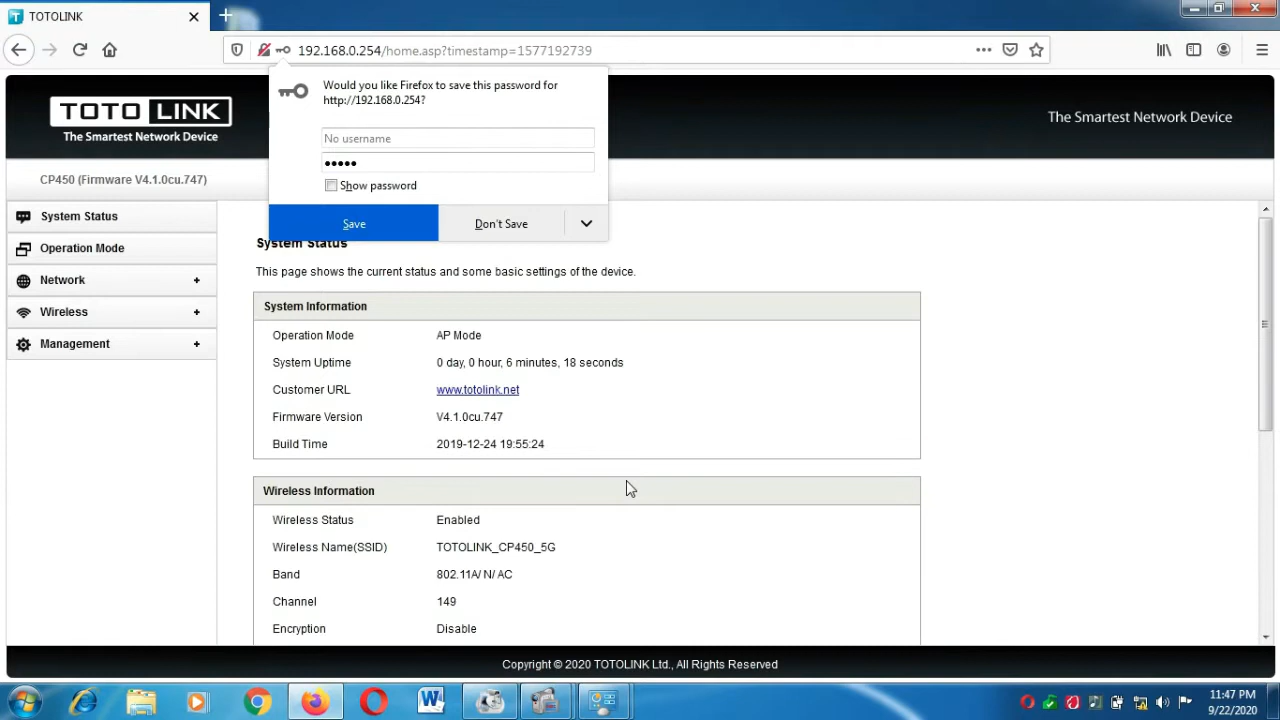 TOTOLINK
192.168.0.254/home.asp?timestamp=1577192739
Would you like Firefox to save this password for
http://192.168.0.254?
No username
•••••
Show password
Save
Don't Save
TOTO LINK
The Smartest Network Device
The Smartest Network Device
CP450 (Firmware V4.1.0cu.747)
System Status
Operation Mode
Network +
Wireless +
Management +
System Status
This page shows the current status and some basic settings of the device.
System Information
Operation Mode AP Mode
System Uptime 0 day, 0 hour, 6 minutes, 18 seconds
Customer URL www.totolink.net
Firmware Version V4.1.0cu.747
Build Time 2019-12-24 19:55:24
Wireless Information
Wireless Status Enabled
Wireless Name(SSID) TOTOLINK_CP450_5G
Band 802.11A/ N/ AC
Channel 149
Encryption Disable
Copyright © 2020 TOTOLINK Ltd., All Rights Reserved
11:47 PM
9/22/2020